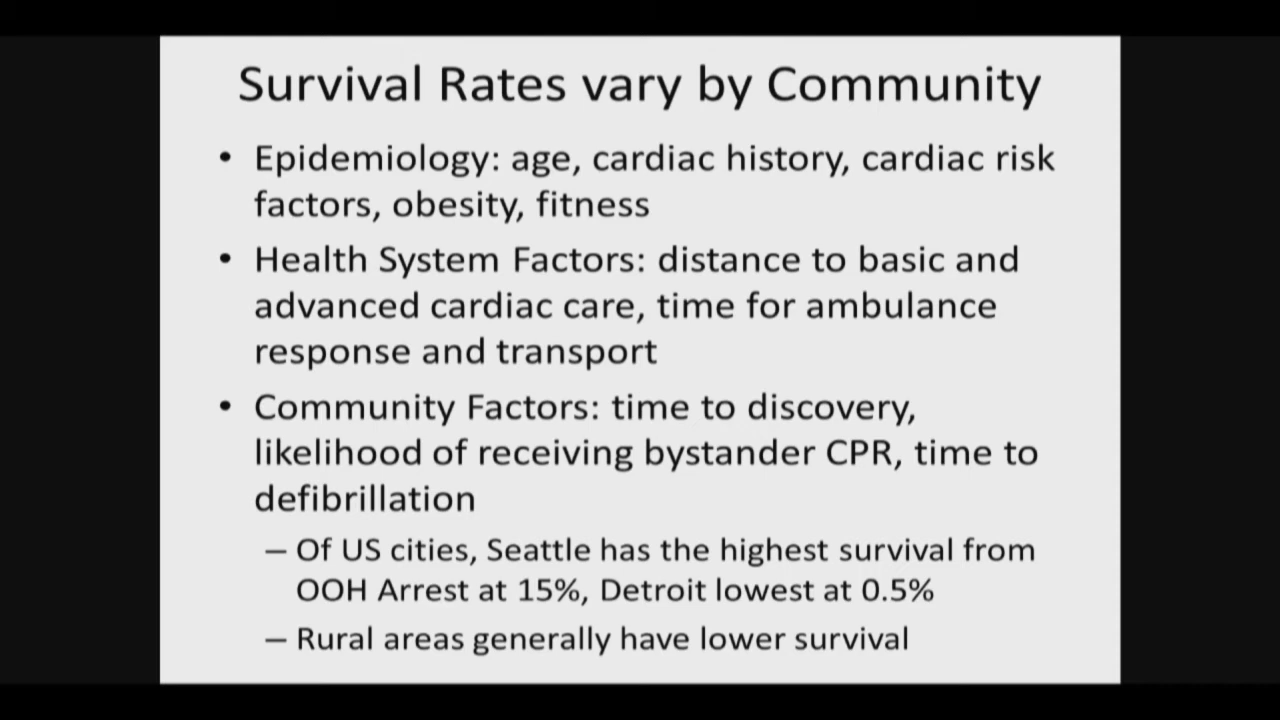 Survival Rates vary by Community
• Epidemiology: age, cardiac history, cardiac risk
factors, obesity, fitness
• Health System Factors: distance to basic and
advanced cardiac care, time for ambulance
response and transport
• Community Factors: time to discovery,
likelihood of receiving bystander CPR, time to
defibrillation
– Of US cities, Seattle has the highest survival from
OOH Arrest at 15%, Detroit lowest at 0.5%
– Rural areas generally have lower survival